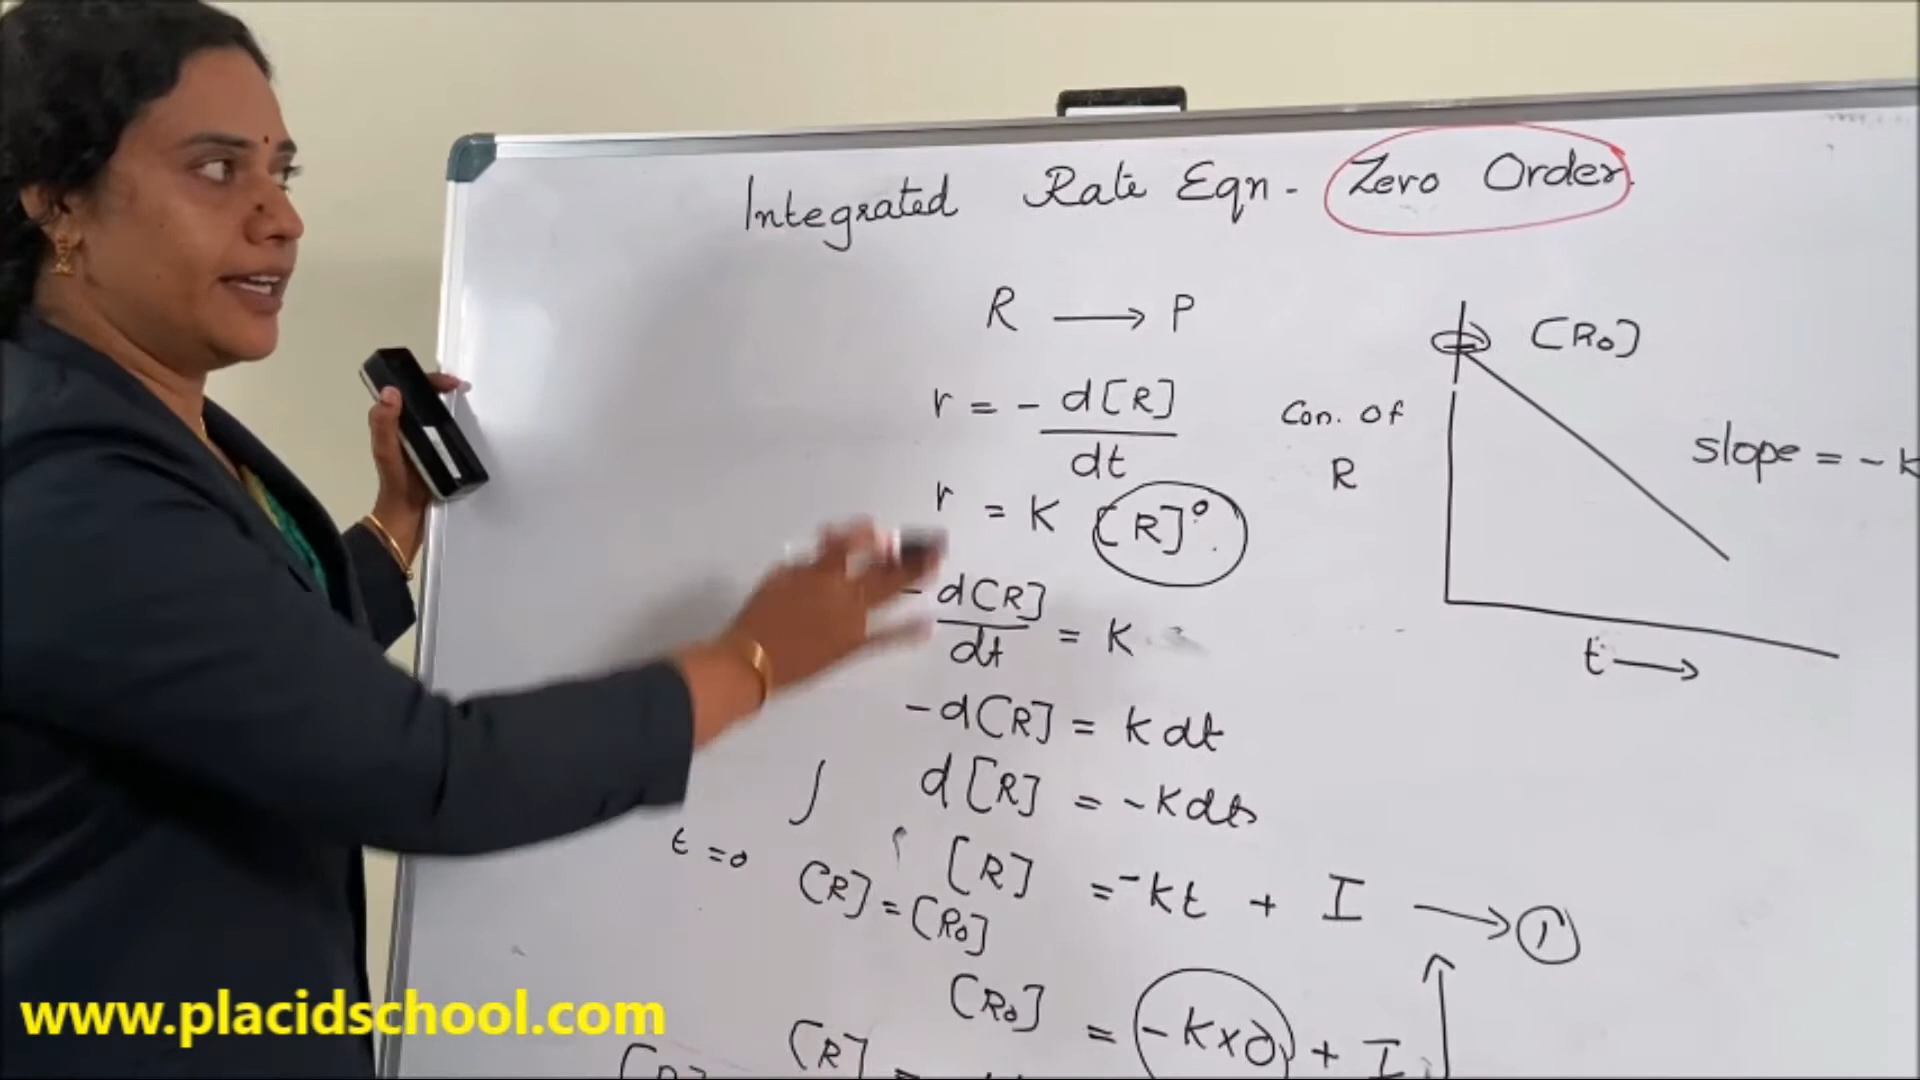 Integrated Rate Eqn - Zero Order.
R ⟶ P
r = - d[R]/dt
r = K [R]⁰
- d[R]/dt = K
-d[R] = K dt
∫ d[R] = -K dt
[R] = -Kt + I ⟶ ①
t = 0
[R] = [R₀]
[R₀] = -K×0 + I
[R] =
[R₀]
Con. Of
R
slope = -K
t ⟶
www.placidschool.com